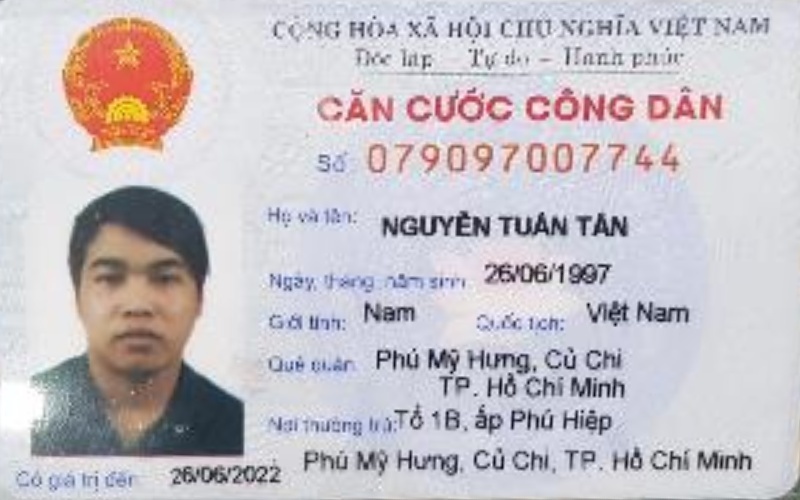 CỘNG HÒA XÃ HỘI CHỦ NGHĨA VIỆT NAM
Độc lập - Tự do - Hạnh phúc
CĂN CƯỚC CÔNG DÂN
Số: 079097007744
Họ và tên: NGUYỄN TUẤN TÂN
Ngày, tháng, năm sinh: 26/06/1997
Giới tính: Nam Quốc tịch: Việt Nam
Quê quán: Phú Mỹ Hưng, Củ Chi
TP. Hồ Chí Minh
Nơi thường trú: Tổ 1B, ấp Phú Hiệp
Phú Mỹ Hưng, Củ Chi, TP. Hồ Chí Minh
Có giá trị đến: 26/06/2022